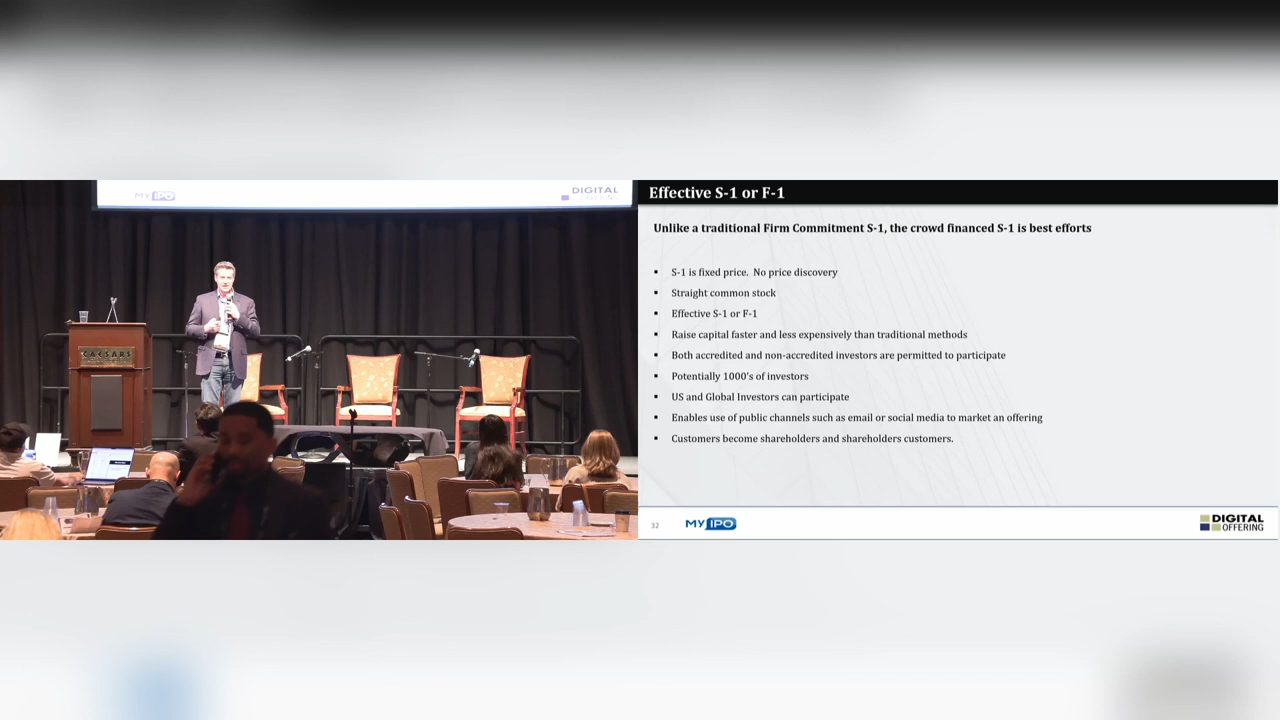 MY IPO
DIGITAL
OFFERING
CAESARS
Effective S-1 or F-1
Unlike a traditional Firm Commitment S-1, the crowd financed S-1 is best efforts
▪ S-1 is fixed price.  No price discovery
▪ Straight common stock
▪ Effective S-1 or F-1
▪ Raise capital faster and less expensively than traditional methods
▪ Both accredited and non-accredited investors are permitted to participate
▪ Potentially 1000's of investors
▪ US and Global Investors can participate
▪ Enables use of public channels such as email or social media to market an offering
▪ Customers become shareholders and shareholders customers.
32
MY IPO
DIGITAL
OFFERING